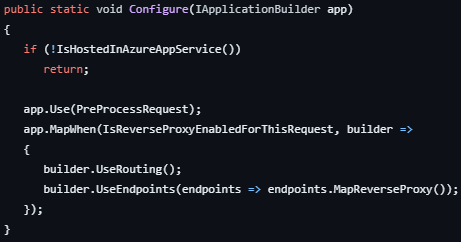 public static void Configure(IApplicationBuilder app)
{
    if (!IsHostedInAzureAppService())
        return;

    app.Use(PreProcessRequest);
    app.MapWhen(IsReverseProxyEnabledForThisRequest, builder =>
    {
        builder.UseRouting();
        builder.UseEndpoints(endpoints => endpoints.MapReverseProxy());
    });
}